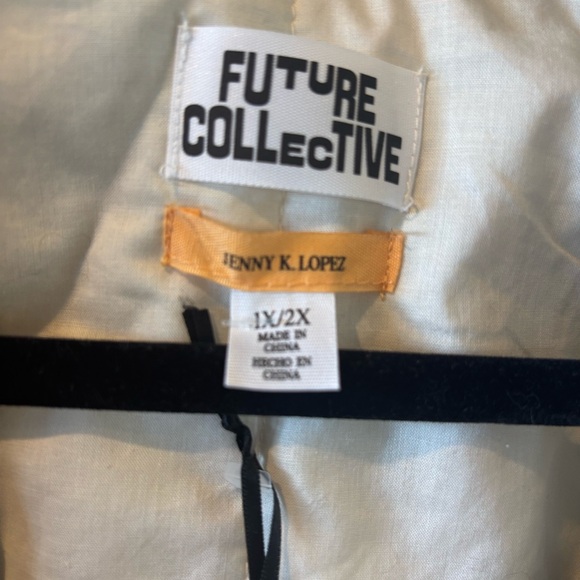 FUTURE
COLLECTIVE
JENNY K. LOPEZ
1X/2X
MADE IN
CHINA
HECHO EN
CHINA